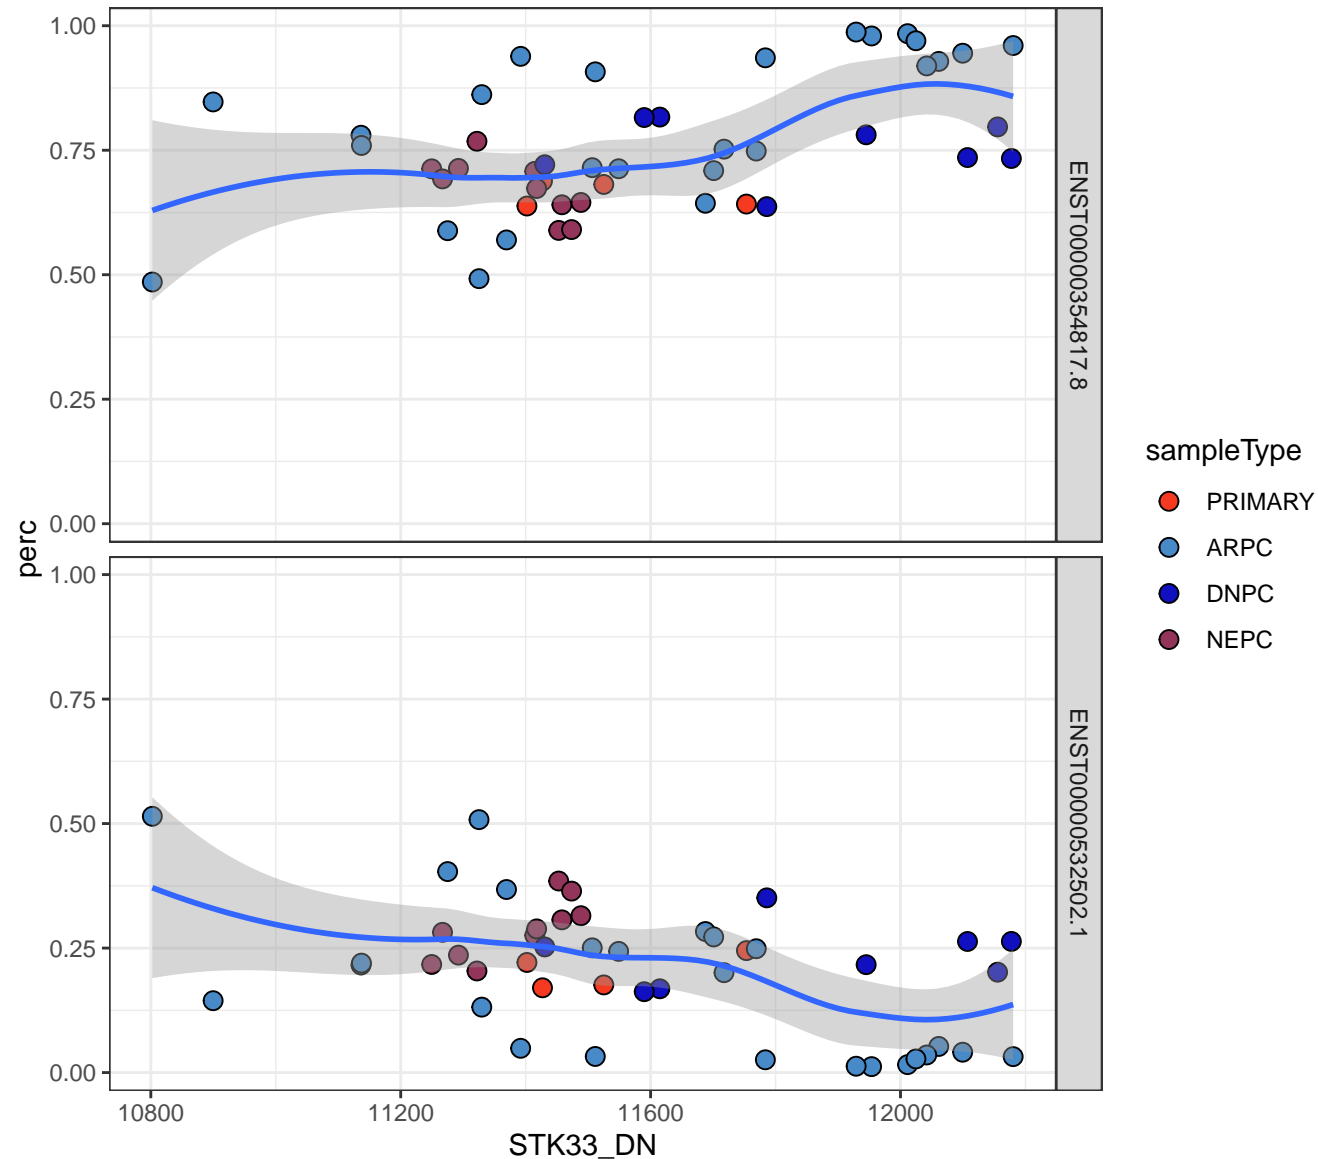 1.00
0.75
0.50
0.25
0.00
ENST00000354817.8
perc
1.00
0.75
0.50
0.25
0.00
ENST00000532502.1
10800
11200
11600
12000
STK33_DN
sampleType
PRIMARY
ARPC
DNPC
NEPC